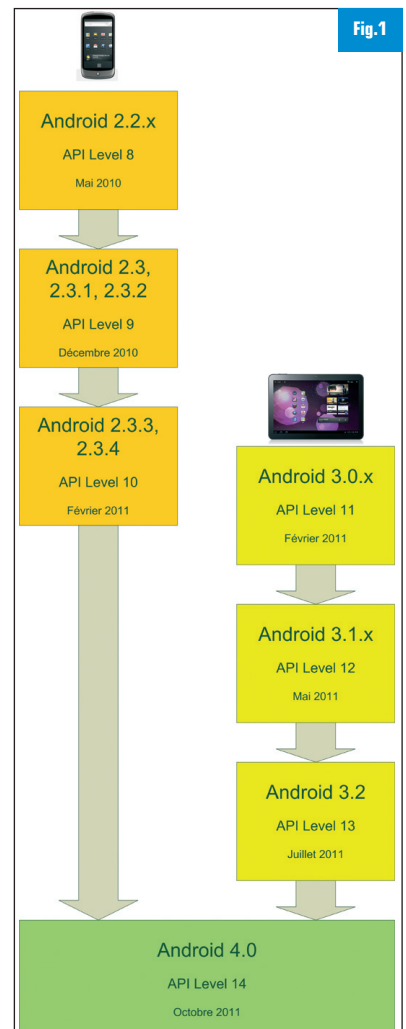 Fig.1
Android 2.2.x
API Level 8
Mai 2010
Android 2.3,
2.3.1, 2.3.2
API Level 9
Décembre 2010
Android 2.3.3,
2.3.4
API Level 10
Février 2011
Android 3.0.x
API Level 11
Février 2011
Android 3.1.x
API Level 12
Mai 2011
Android 3.2
API Level 13
Juillet 2011
Android 4.0
API Level 14
Octobre 2011